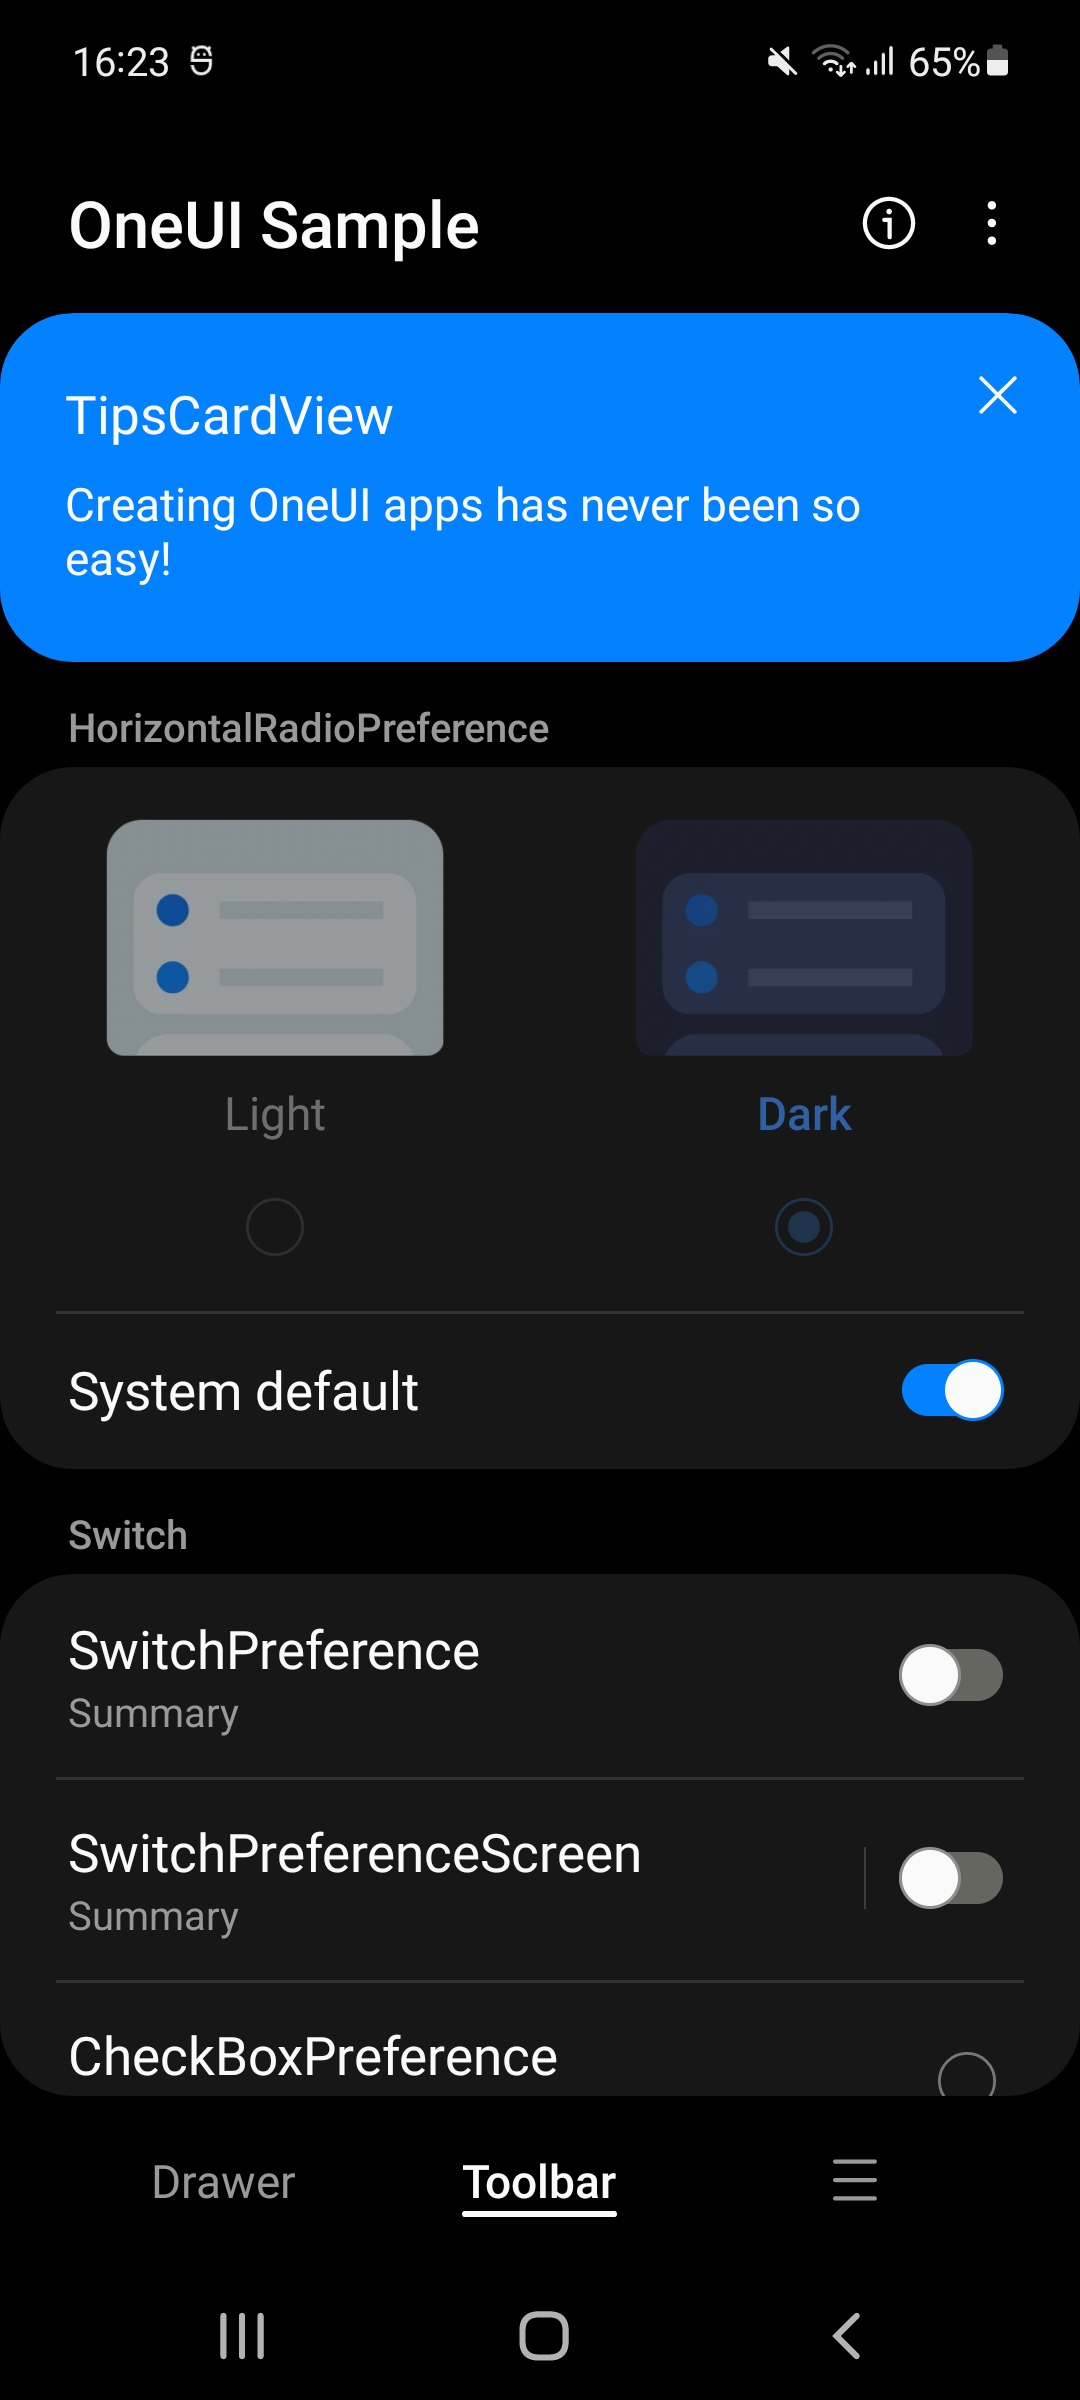 16:23
65%
OneUI Sample
TipsCardView
Creating OneUI apps has never been so
easy!
HorizontalRadioPreference
Light
Dark
System default
Switch
SwitchPreference
Summary
SwitchPreferenceScreen
Summary
CheckBoxPreference
Drawer
Toolbar